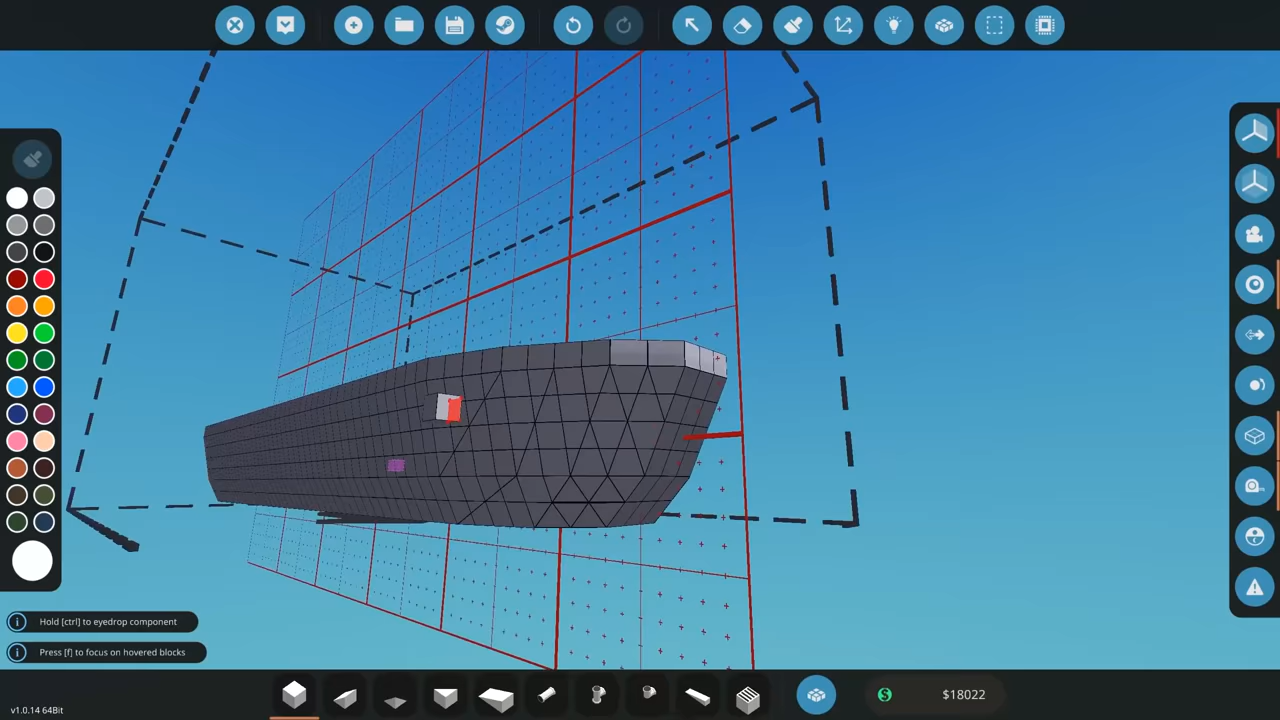 Hold [ctrl] to eyedrop component
Press [f] to focus on hovered blocks
v1.0.14 64Bit
$18022